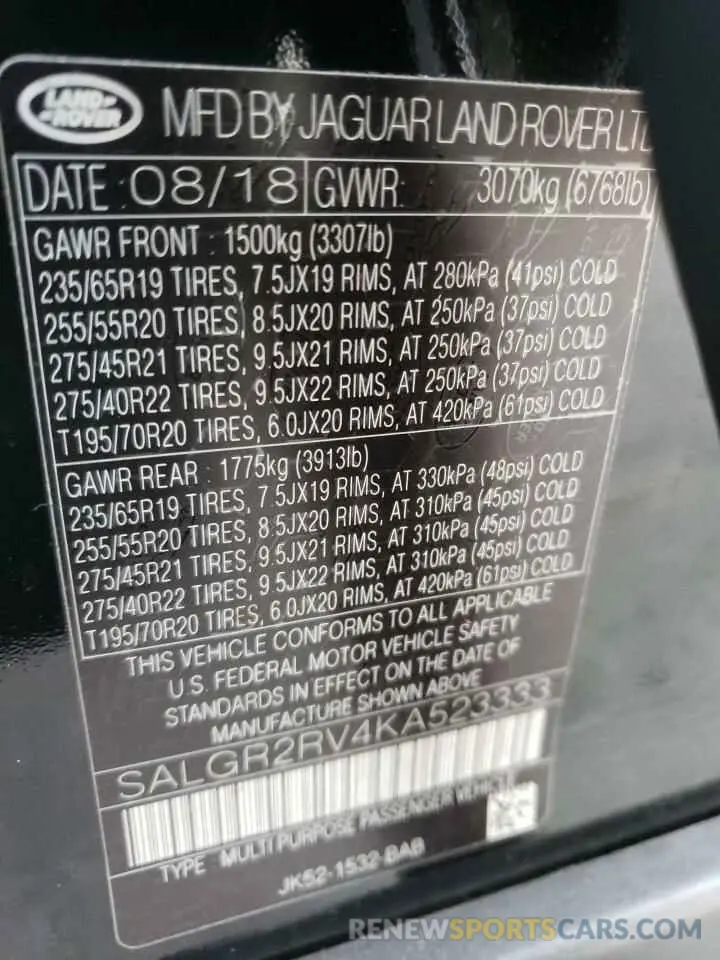 LAND ROVER
MFD BY JAGUAR LAND ROVER LTD
DATE: 08/18 GVWR: 3070kg (6768lb)
GAWR FRONT : 1500kg (3307lb)
235/65R19 TIRES, 7.5JX19 RIMS, AT 280kPa (41psi) COLD
255/55R20 TIRES, 8.5JX20 RIMS, AT 250kPa (37psi) COLD
275/45R21 TIRES, 9.5JX21 RIMS, AT 250kPa (37psi) COLD
275/40R22 TIRES, 9.5JX22 RIMS, AT 250kPa (37psi) COLD
T195/70R20 TIRES, 6.0JX20 RIMS, AT 420kPa (61psi) COLD
GAWR REAR : 1775kg (3913lb)
235/65R19 TIRES, 7.5JX19 RIMS, AT 330kPa (48psi) COLD
255/55R20 TIRES, 8.5JX20 RIMS, AT 310kPa (45psi) COLD
275/45R21 TIRES, 9.5JX21 RIMS, AT 310kPa (45psi) COLD
275/40R22 TIRES, 9.5JX22 RIMS, AT 310kPa (45psi) COLD
T195/70R20 TIRES, 6.0JX20 RIMS, AT 420kPa (61psi) COLD
THIS VEHICLE CONFORMS TO ALL APPLICABLE
U.S. FEDERAL MOTOR VEHICLE SAFETY
STANDARDS IN EFFECT ON THE DATE OF
MANUFACTURE SHOWN ABOVE
SALGR2RV4KA523333
TYPE MULTI PURPOSE PASSENGER VEHICLE
JK52-1532-BAB
RENEWSPORTSCARS.COM